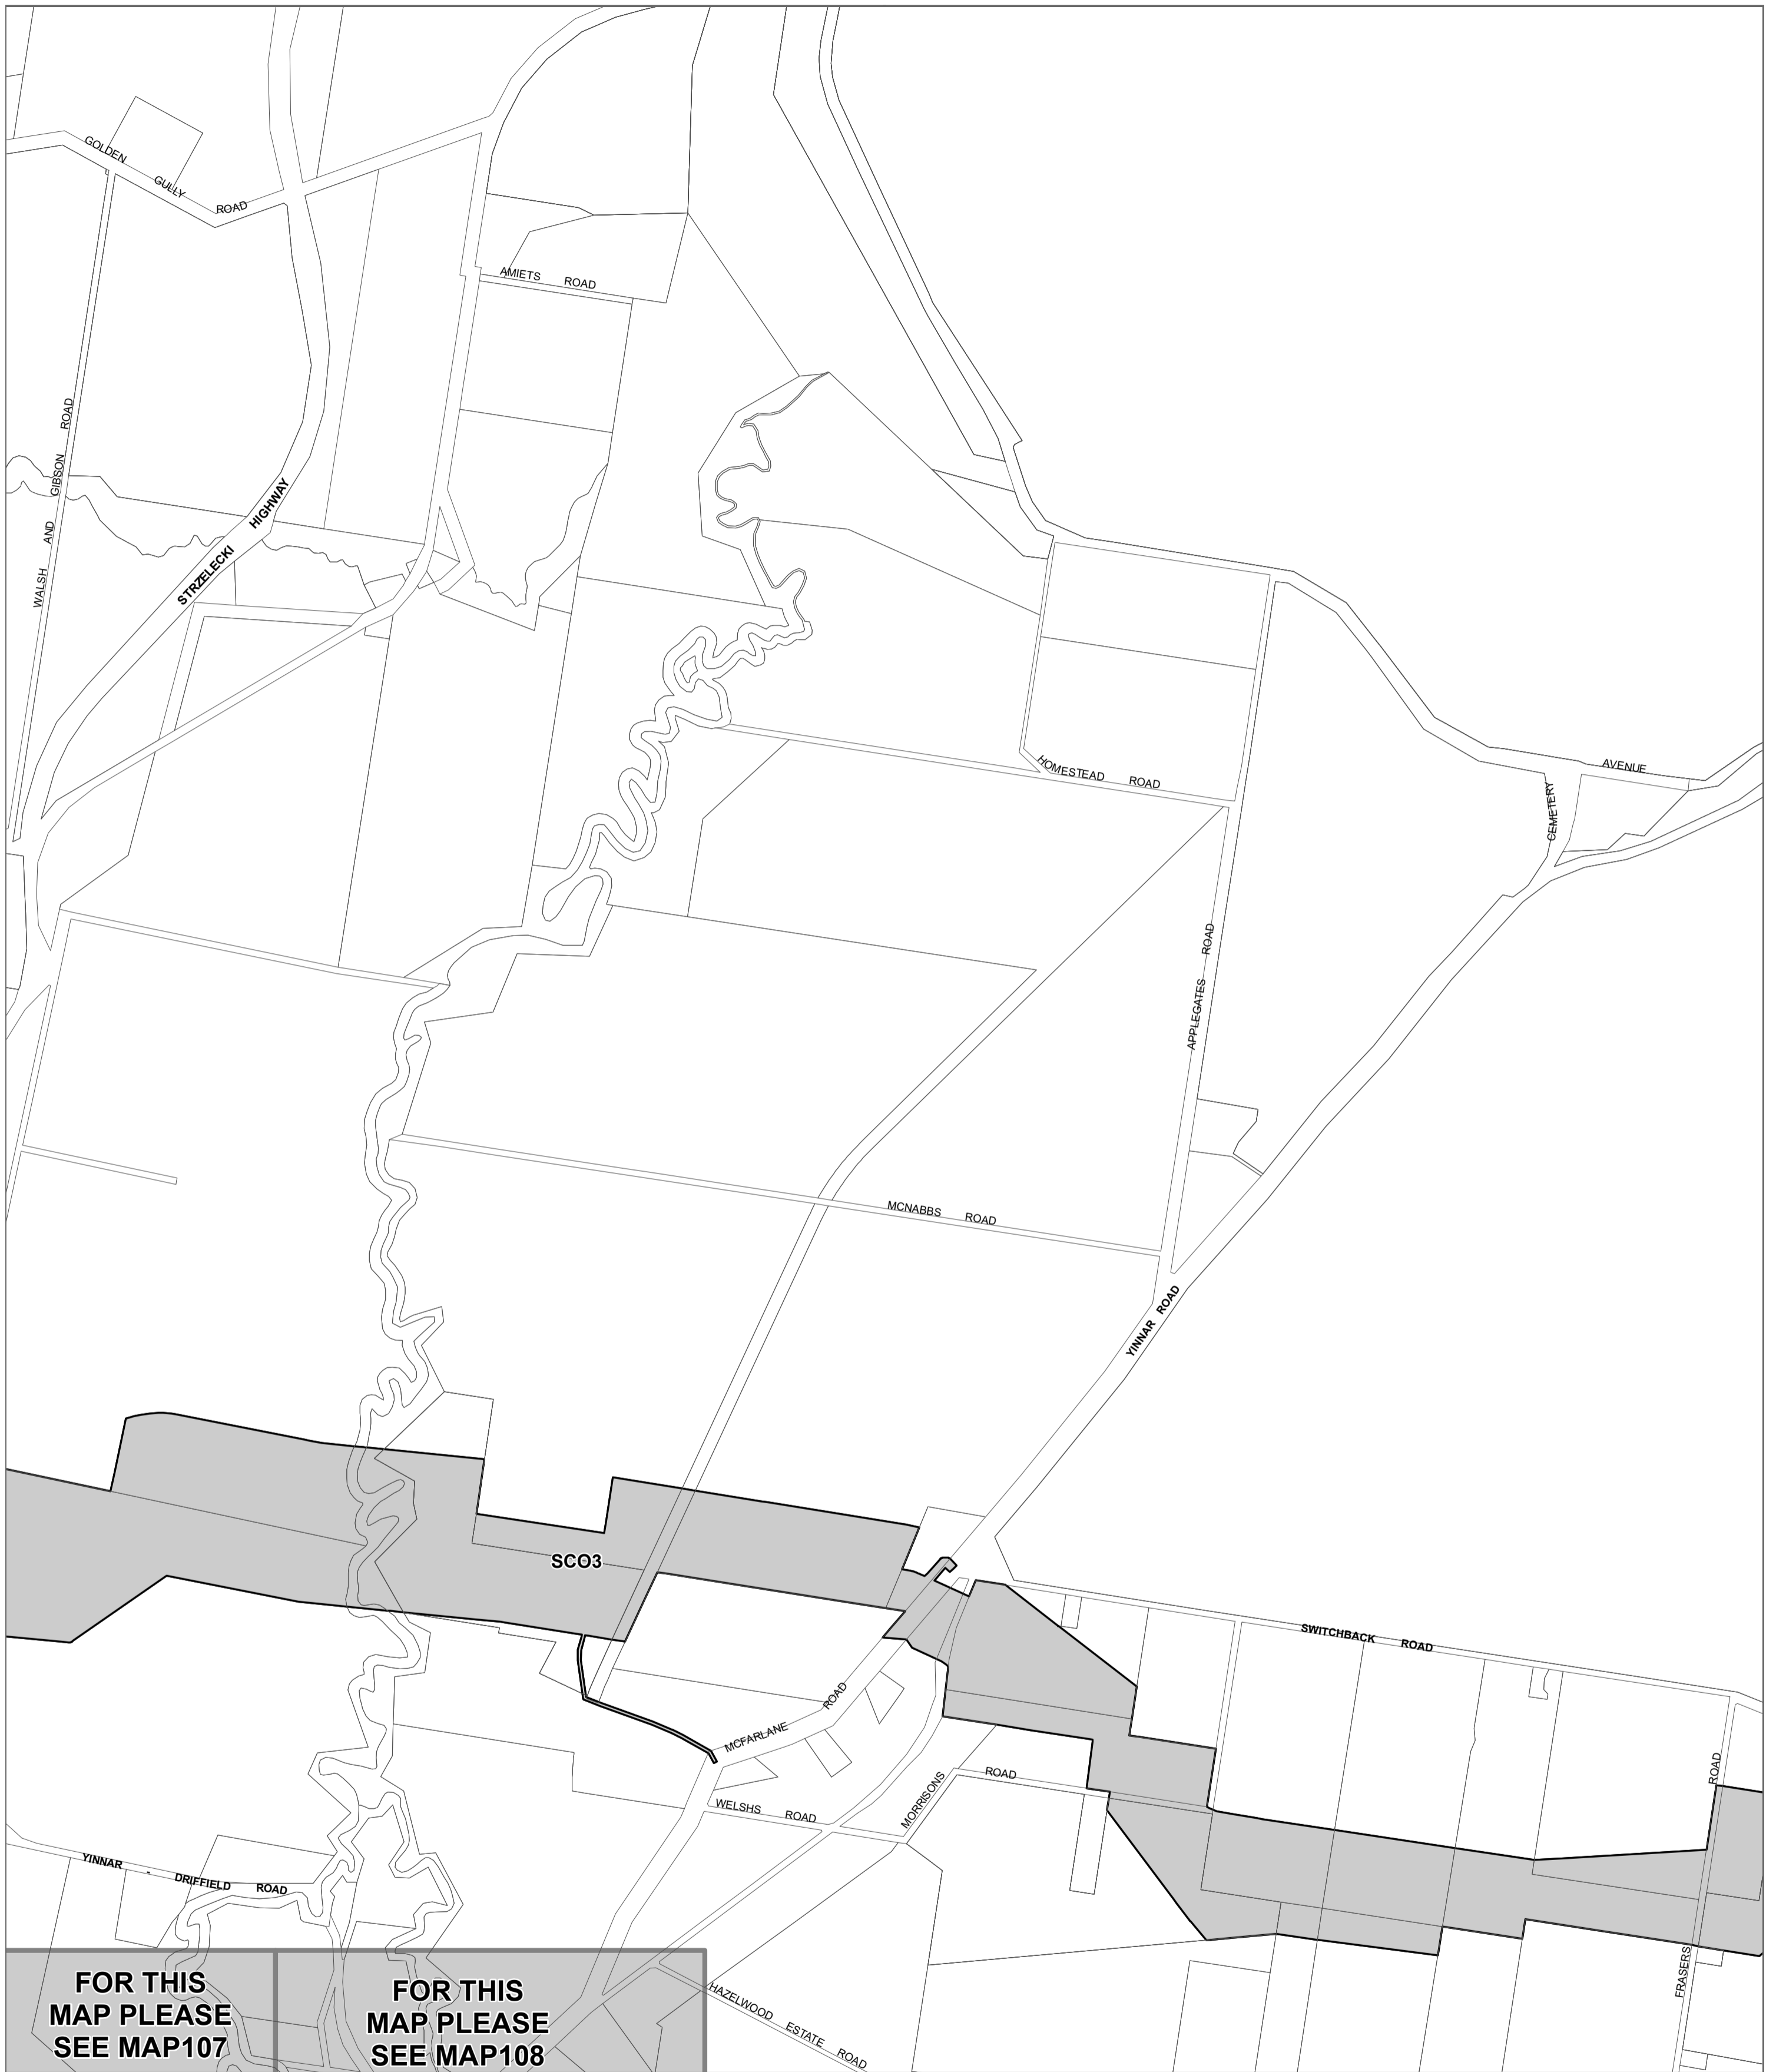 GOLDEN GULLY ROAD
AMIETS ROAD
WALSH AND GIBSON ROAD
STRZELECKI HIGHWAY
HOMESTEAD ROAD
AVENUE
CEMETERY
APPLEGATES ROAD
MCNABBS ROAD
YINNAR ROAD
SCO3
SWITCHBACK ROAD
MCFARLANE ROAD
WELSHS ROAD
MORRISONS ROAD
YINNAR - DRIFFIELD ROAD
FRASERS ROAD
HAZELWOOD ESTATE ROAD
FOR THIS
MAP PLEASE
SEE MAP107
FOR THIS
MAP PLEASE
SEE MAP108